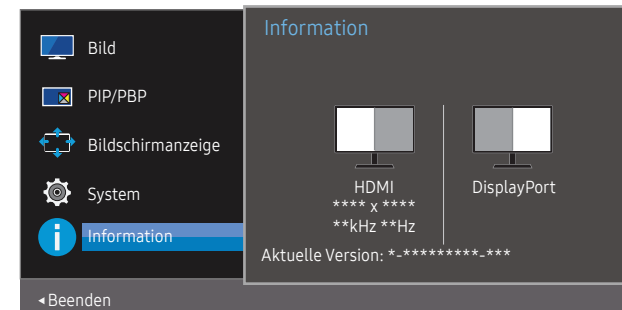 Bild
PIP/PBP
Bildschirmanzeige
System
Information
Information
HDMI
**** x ****
**kHz **Hz
DisplayPort
Aktuelle Version: *-*********-***
◂Beenden